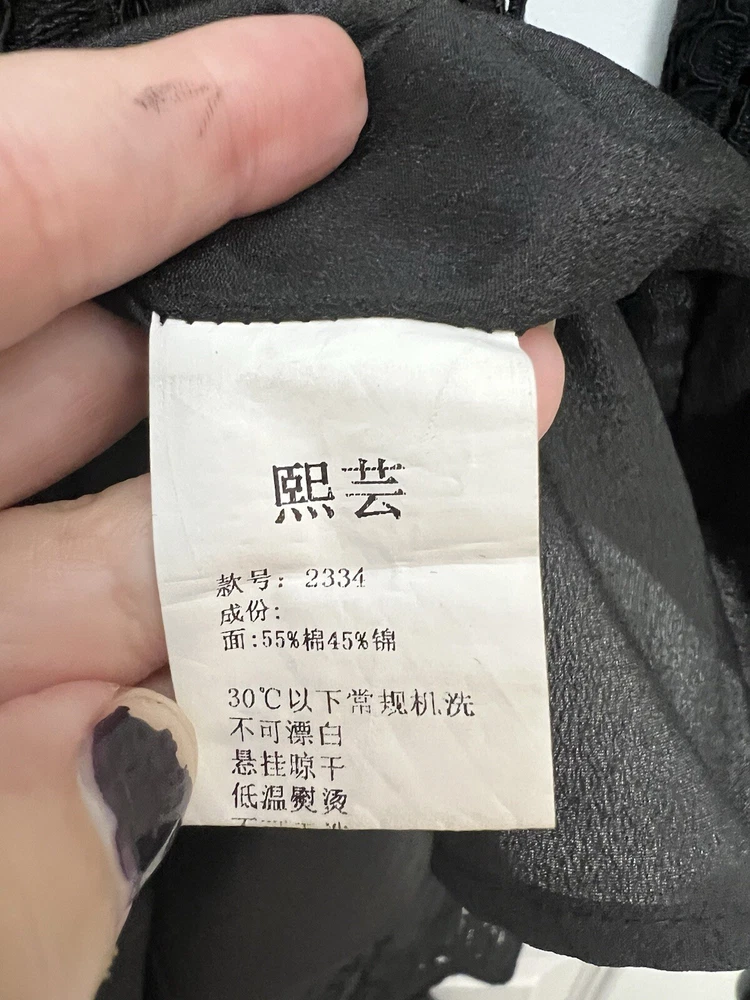 熙芸
款号: 2334
成份:
面:55%棉45%锦
30℃以下常规机洗
不可漂白
悬挂晾干
低温熨烫